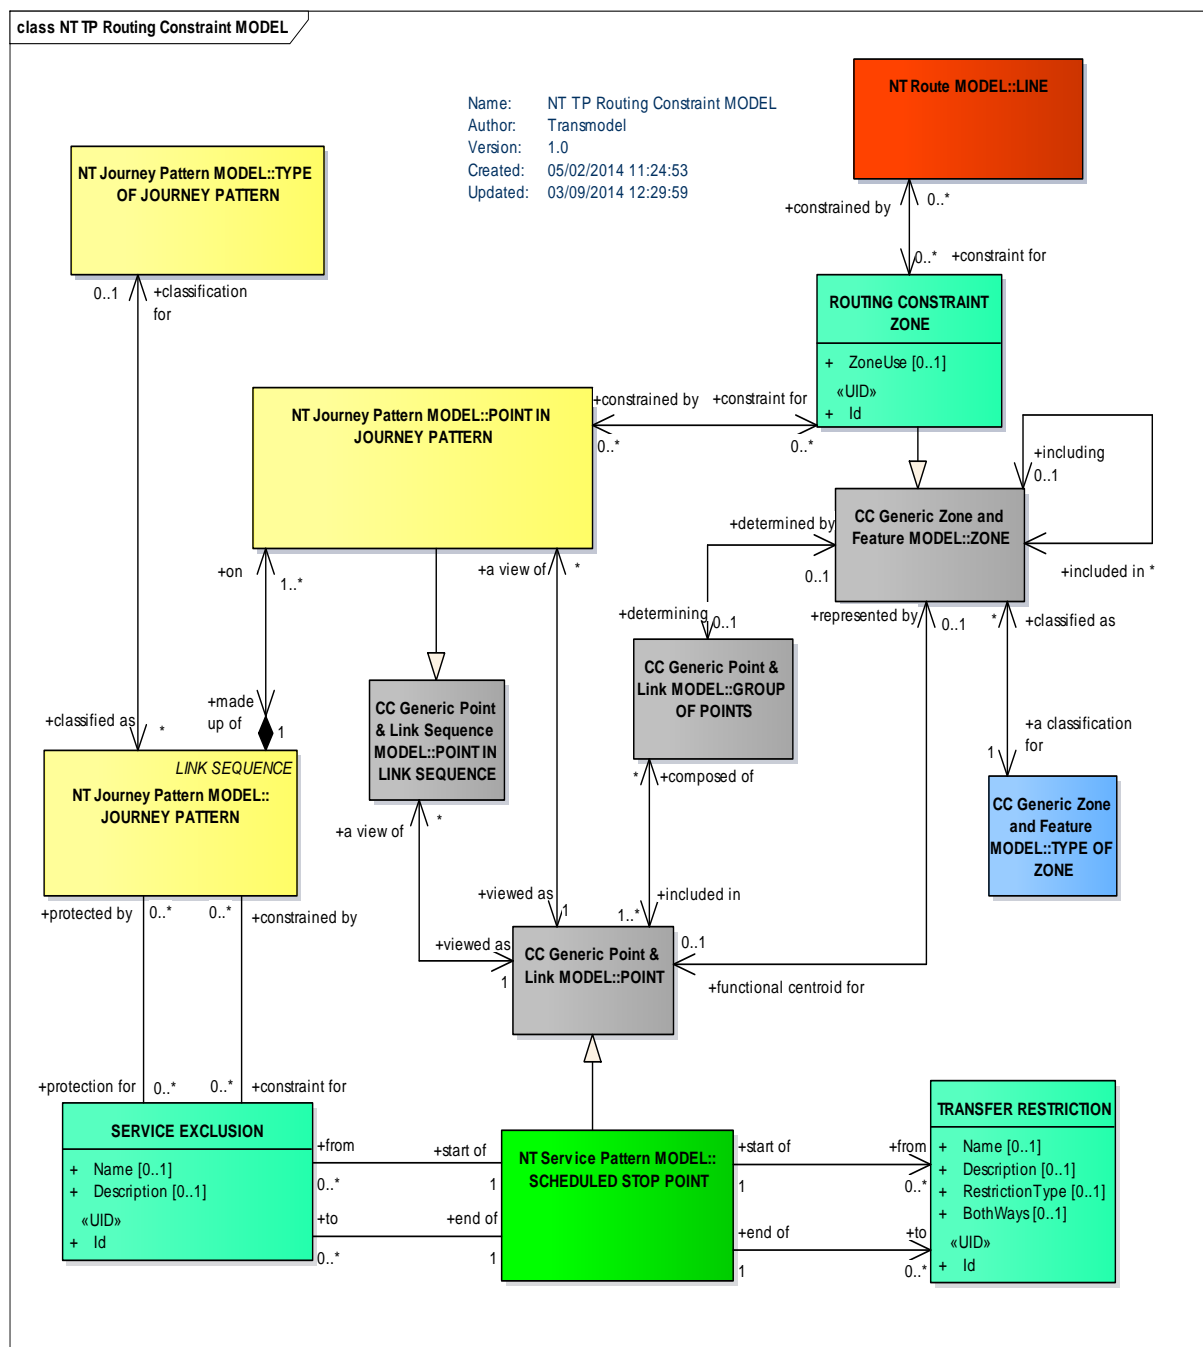 class NT TP Routing Constraint MODEL
Name: NT TP Routing Constraint MODEL
Author: Transmodel
Version: 1.0
Created: 05/02/2014 11:24:53
Updated: 03/09/2014 12:29:59
NT Route MODEL::LINE
+constrained by
0..*
0..*
+constraint for
NT Journey Pattern MODEL::TYPE
OF JOURNEY PATTERN
0..1
+classification
for
ROUTING CONSTRAINT
ZONE
+ ZoneUse [0..1]
«UID»
+ Id
NT Journey Pattern MODEL::POINT IN
JOURNEY PATTERN
+constrained by
+constraint for
0..*
0..*
+including
0..1
+included in *
CC Generic Zone and
Feature MODEL::ZONE
+determined by
0..1
+on
1..*
+a view of
*
+determining
0..1
+represented by
0..1
*
+classified as
CC Generic Point &
Link MODEL::GROUP
OF POINTS
CC Generic Point
& Link Sequence
MODEL::POINT IN
LINK SEQUENCE
+made
up of
1
+classified as
*
+a classification
for
1
LINK SEQUENCE
NT Journey Pattern MODEL::
JOURNEY PATTERN
*
+composed of
CC Generic Zone
and Feature
MODEL::TYPE OF
ZONE
+a view of
*
+viewed as
1
+included in
1..*
+protected by
0..*
0..*
+constrained by
+viewed as
1
0..1
+functional centroid for
CC Generic Point &
Link MODEL::POINT
+protection for
0..*
0..*
+constraint for
SERVICE EXCLUSION
+ Name [0..1]
+ Description [0..1]
«UID»
+ Id
+from
0..*
+start of
1
+to
0..*
+end of
1
NT Service Pattern MODEL::
SCHEDULED STOP POINT
+start of
1
+from
0..*
+end of
1
+to
0..*
TRANSFER RESTRICTION
+ Name [0..1]
+ Description [0..1]
+ RestrictionType [0..1]
+ BothWays [0..1]
«UID»
+ Id